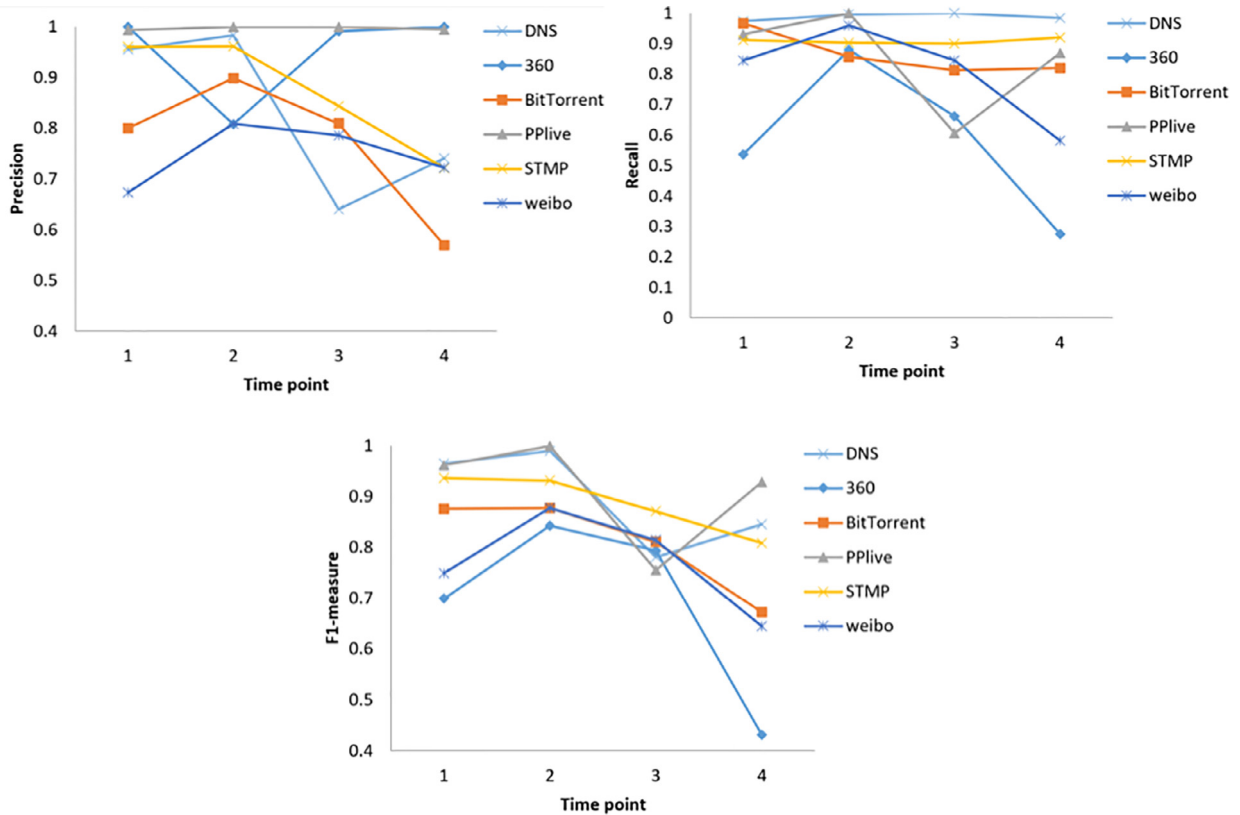 1
0.9
0.8
0.7
0.6
0.5
0.4
Precision
1 2 3 4
Time point
DNS
360
BitTorrent
PPlive
STMP
weibo
1
0.9
0.8
0.7
0.6
0.5
0.4
0.3
0.2
0.1
0
Recall
1 2 3 4
Time point
DNS
360
BitTorrent
PPlive
STMP
weibo
1
0.9
0.8
0.7
0.6
0.5
0.4
F1-measure
1 2 3 4
Time point
DNS
360
BitTorrent
PPlive
STMP
weibo